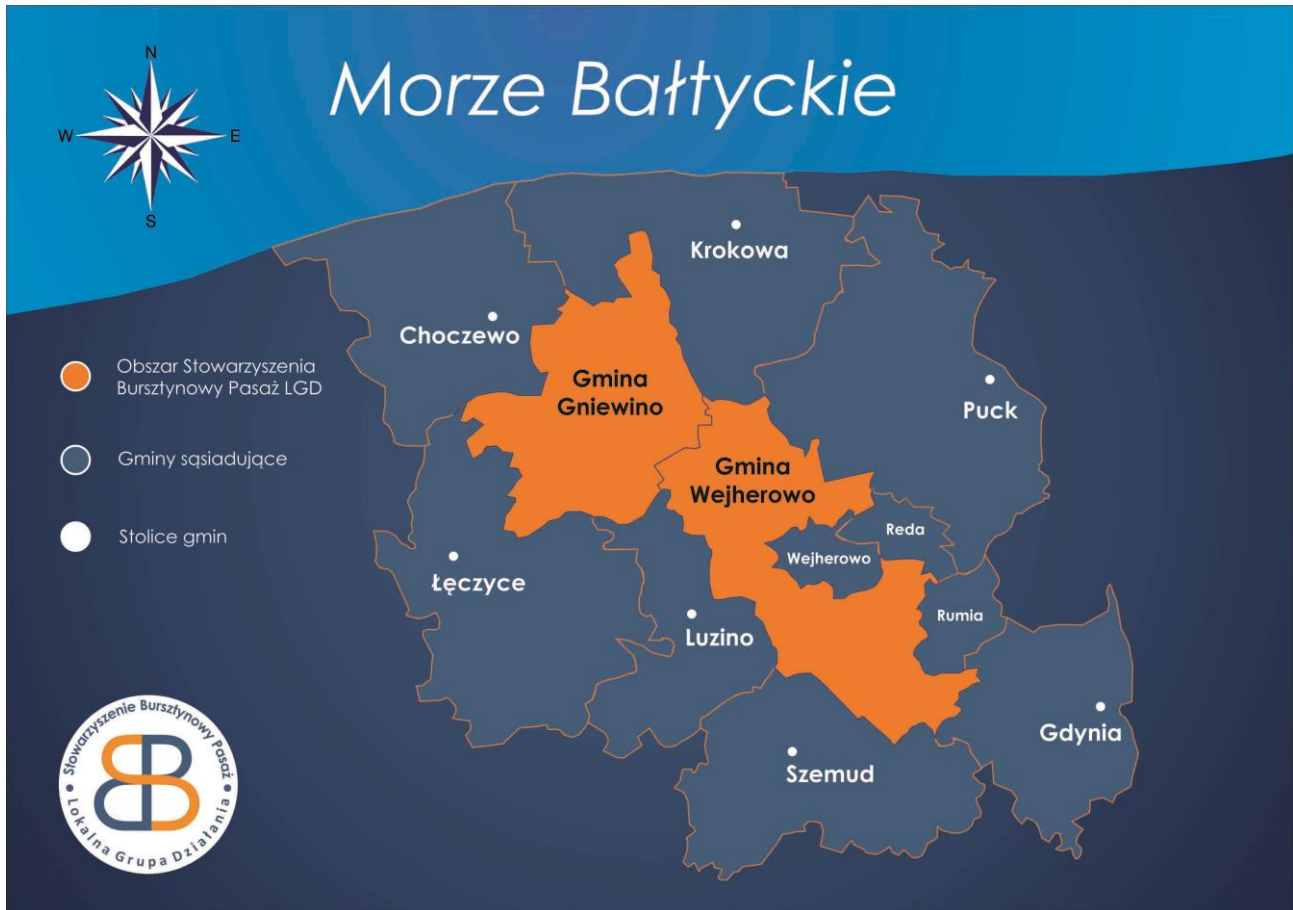 Morze Bałtyckie
N
W
E
S
Krokowa
Choczewo
Obszar Stowarzyszenia
Bursztynowy Pasaż LGD
Gmina
Gniewino
Puck
Gminy sąsiadujące
Gmina
Wejherowo
Stolice gmin
Reda
Wejherowo
Łęczyce
Rumia
Luzino
Gdynia
Szemud
Stowarzyszenie Bursztynowy Pasaż
Lokalna Grupa Działania